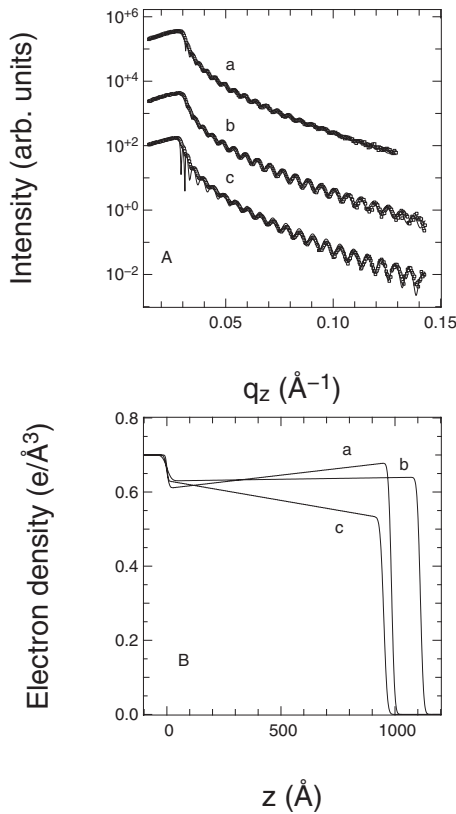 Intensity (arb. units)
10+6
10+4
10+2
10+0
10−2
a
b
c
A
0.05
0.10
0.15
qz (Å−1)
Electron density (e/Å3)
0.8
0.6
0.4
0.2
0.0
a
b
c
B
0
500
1000
z (Å)